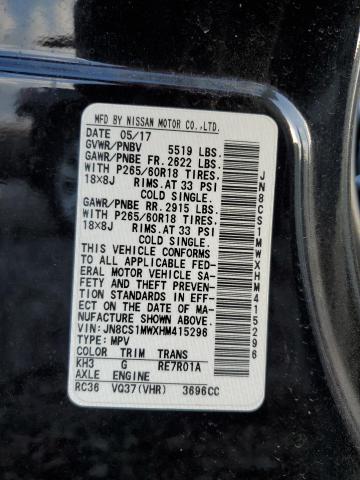 MFD BY NISSAN MOTOR CO.,LTD.
DATE 05/17
GVWR/PNBV 5519 LBS.
GAWR/PNBE FR. 2622 LBS.
WITH P265/60R18 TIRES.
18X8J RIMS.AT 33 PSI
COLD SINGLE.
GAWR/PNBE RR. 2915 LBS.
WITH P265/60R18 TIRES.
18X8J RIMS.AT 33 PSI
COLD SINGLE.
THIS VEHICLE CONFORMS
TO ALL APPLICABLE FED-
ERAL MOTOR VEHICLE SA-
FETY AND THEFT PREVEN-
TION STANDARDS IN EFF-
ECT ON THE DATE OF MA-
NUFACTURE SHOWN ABOVE.
VIN:JN8CS1MWXHM415296
TYPE: MPV
COLOR TRIM TRANS
KH3 G RE7R01A
AXLE ENGINE
RC36 VQ37(VHR) 3696CC
JN8CS1MWXHM415296